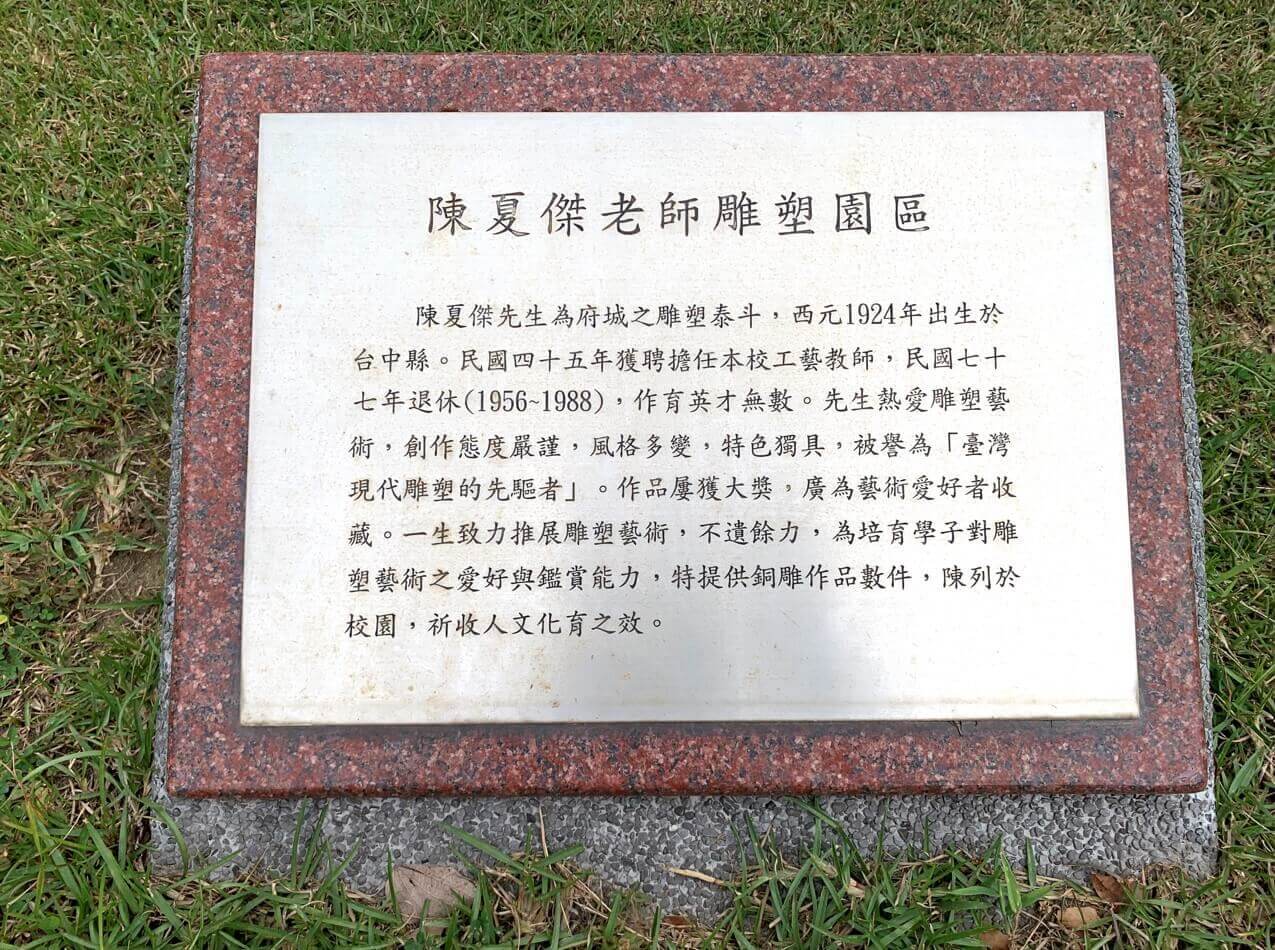 陳夏傑老師雕塑園區
陳夏傑先生為府城之雕塑泰斗，西元1924年出生於
台中縣。民國四十五年獲聘擔任本校工藝教師，民國七十
七年退休(1956~1988)，作育英才無數。先生熱愛雕塑藝
術，創作態度嚴謹，風格多變，特色獨具，被譽為「臺灣
現代雕塑的先驅者」。作品屢獲大獎，廣為藝術愛好者收
藏。一生致力推展雕塑藝術，不遺餘力，為培育學子對雕
塑藝術之愛好與鑑賞能力，特提供銅雕作品數件，陳列於
校園，祈收人文化育之效。